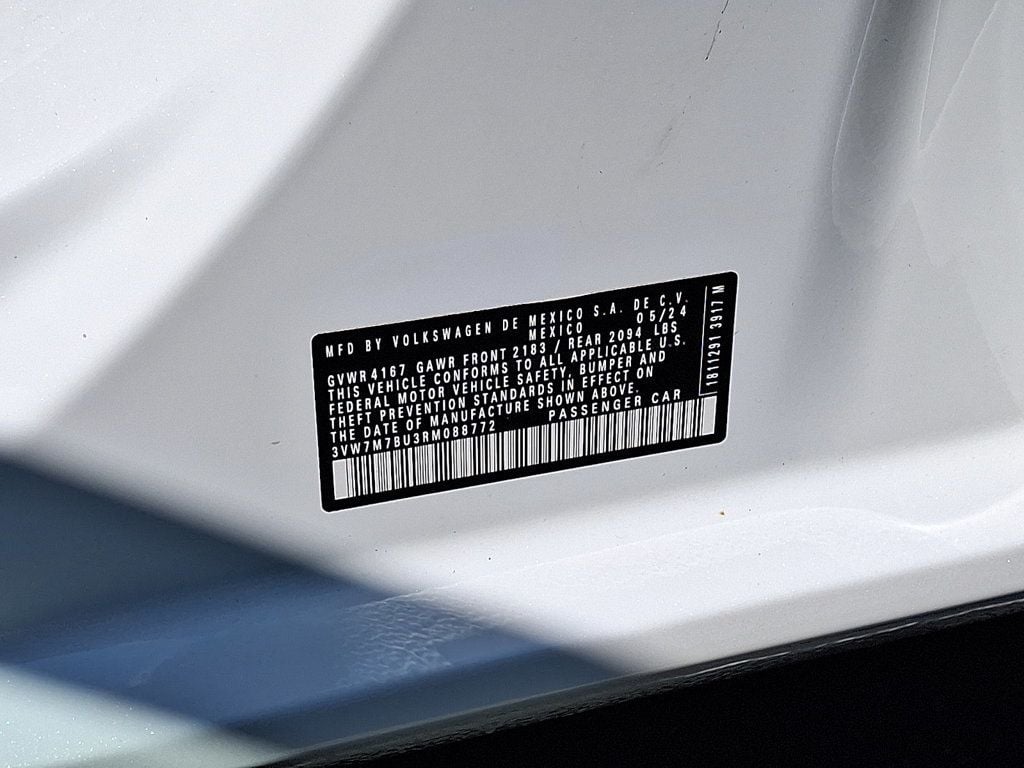 MFD BY VOLKSWAGEN DE MEXICO S.A. DE C.V.
MEXICO 05/24
GVWR 4167 GAWR FRONT 2183 / REAR 2094 LBS
THIS VEHICLE CONFORMS TO ALL APPLICABLE U.S.
FEDERAL MOTOR VEHICLE SAFETY, BUMPER AND
THEFT PREVENTION STANDARDS IN EFFECT ON
THE DATE OF MANUFACTURE SHOWN ABOVE.
3VW7M7BU3RM088772 PASSENGER CAR
1811291 3917 M